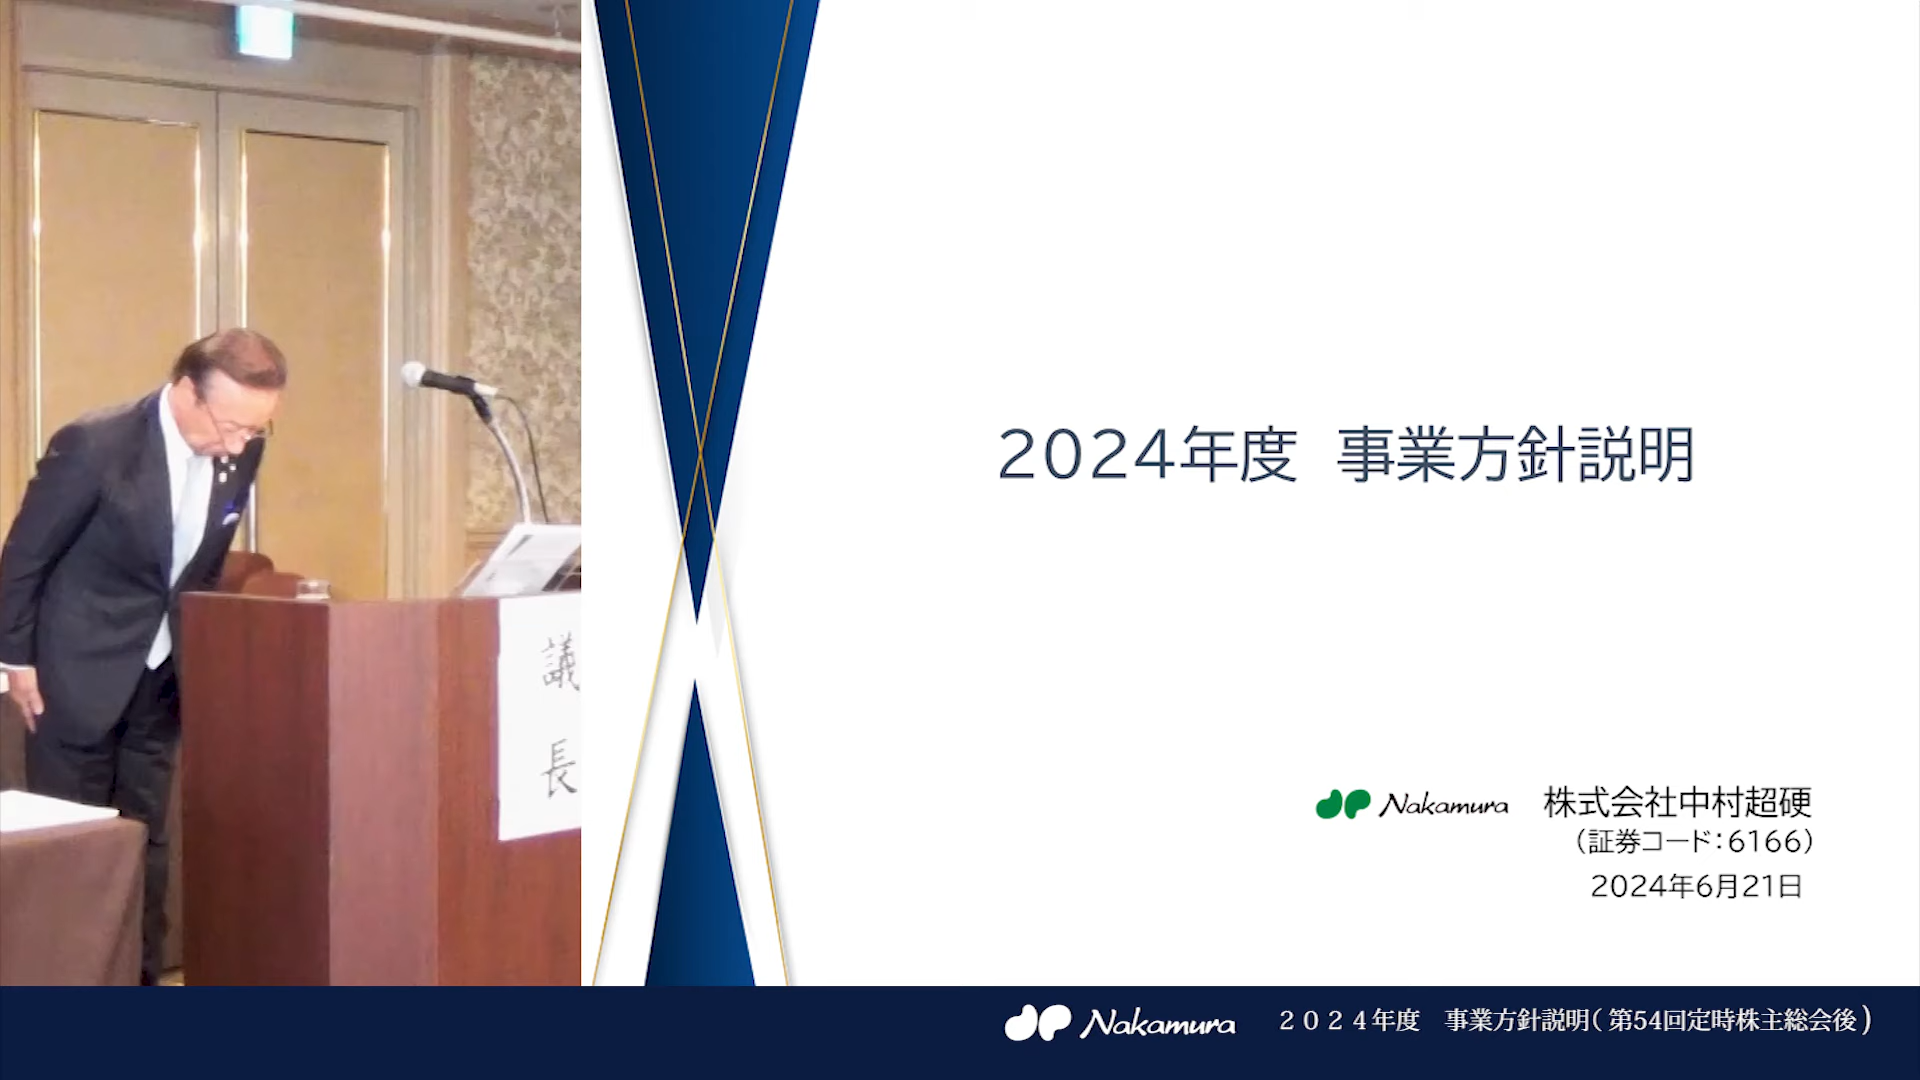 議
長
2024年度 事業方針説明
Nakamura 株式会社中村超硬
（証券コード：6166）
2024年6月21日
Nakamura 2024年度 事業方針説明（第54回定時株主総会後）